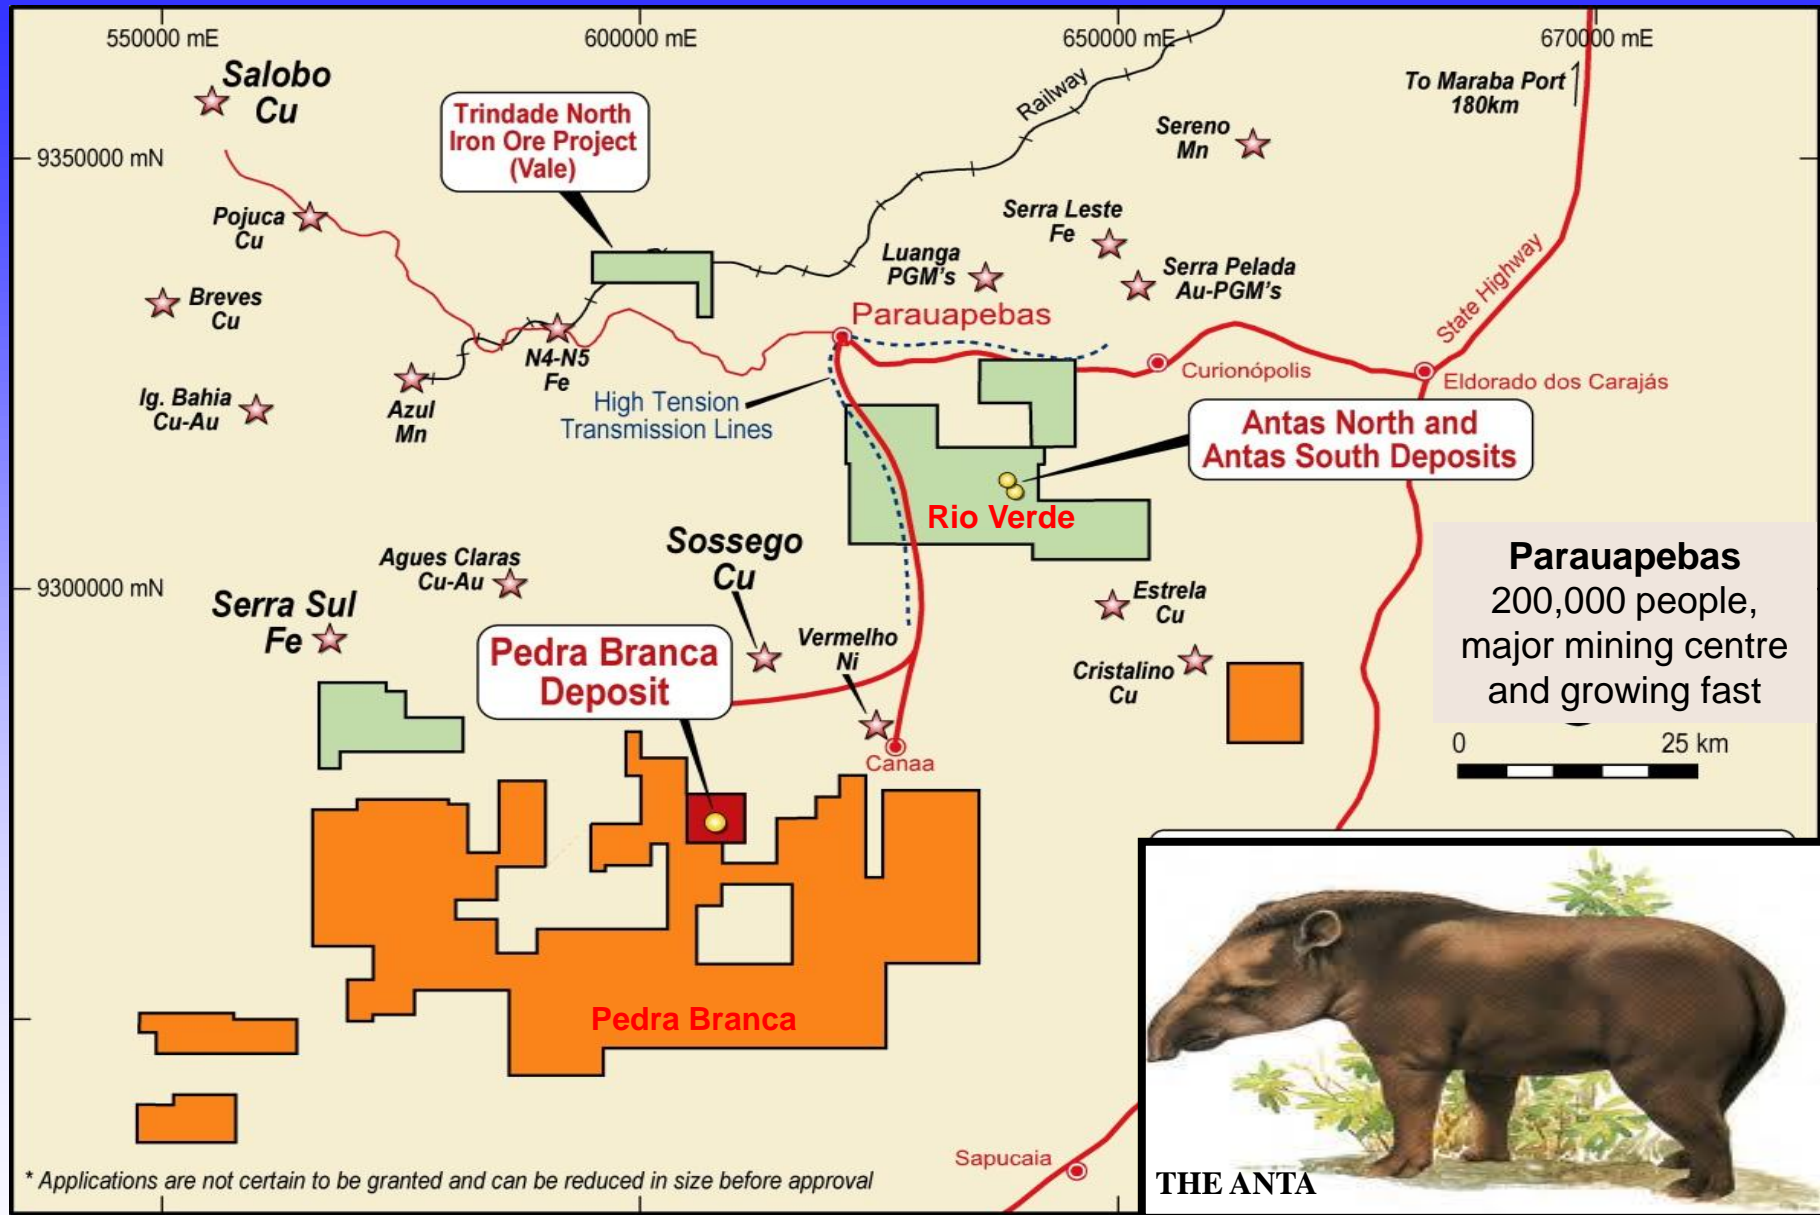 550000 mE
600000 mE
650000 mE
670000 mE
Salobo
Cu
To Maraba Port
180km
Railway
Trindade North
Iron Ore Project
(Vale)
Sereno
Mn
9350000 mN
Pojuca
Cu
Serra Leste
Fe
Luanga
PGM's
Serra Pelada
Au-PGM's
State Highway
Breves
Cu
Parauapebas
N4-N5
Fe
Curionópolis
Eldorado dos Carajás
Ig. Bahia
Cu-Au
Azul
Mn
High Tension
Transmission Lines
Antas North and
Antas South Deposits
Rio Verde
Sossego
Cu
Agues Claras
Cu-Au
9300000 mN
Serra Sul
Fe
Estrela
Cu
Parauapebas
200,000 people,
major mining centre
and growing fast
Pedra Branca
Deposit
Vermelho
Ni
Cristalino
Cu
0 25 km
Canaa
Pedra Branca
Sapucaia
* Applications are not certain to be granted and can be reduced in size before approval
THE ANTA